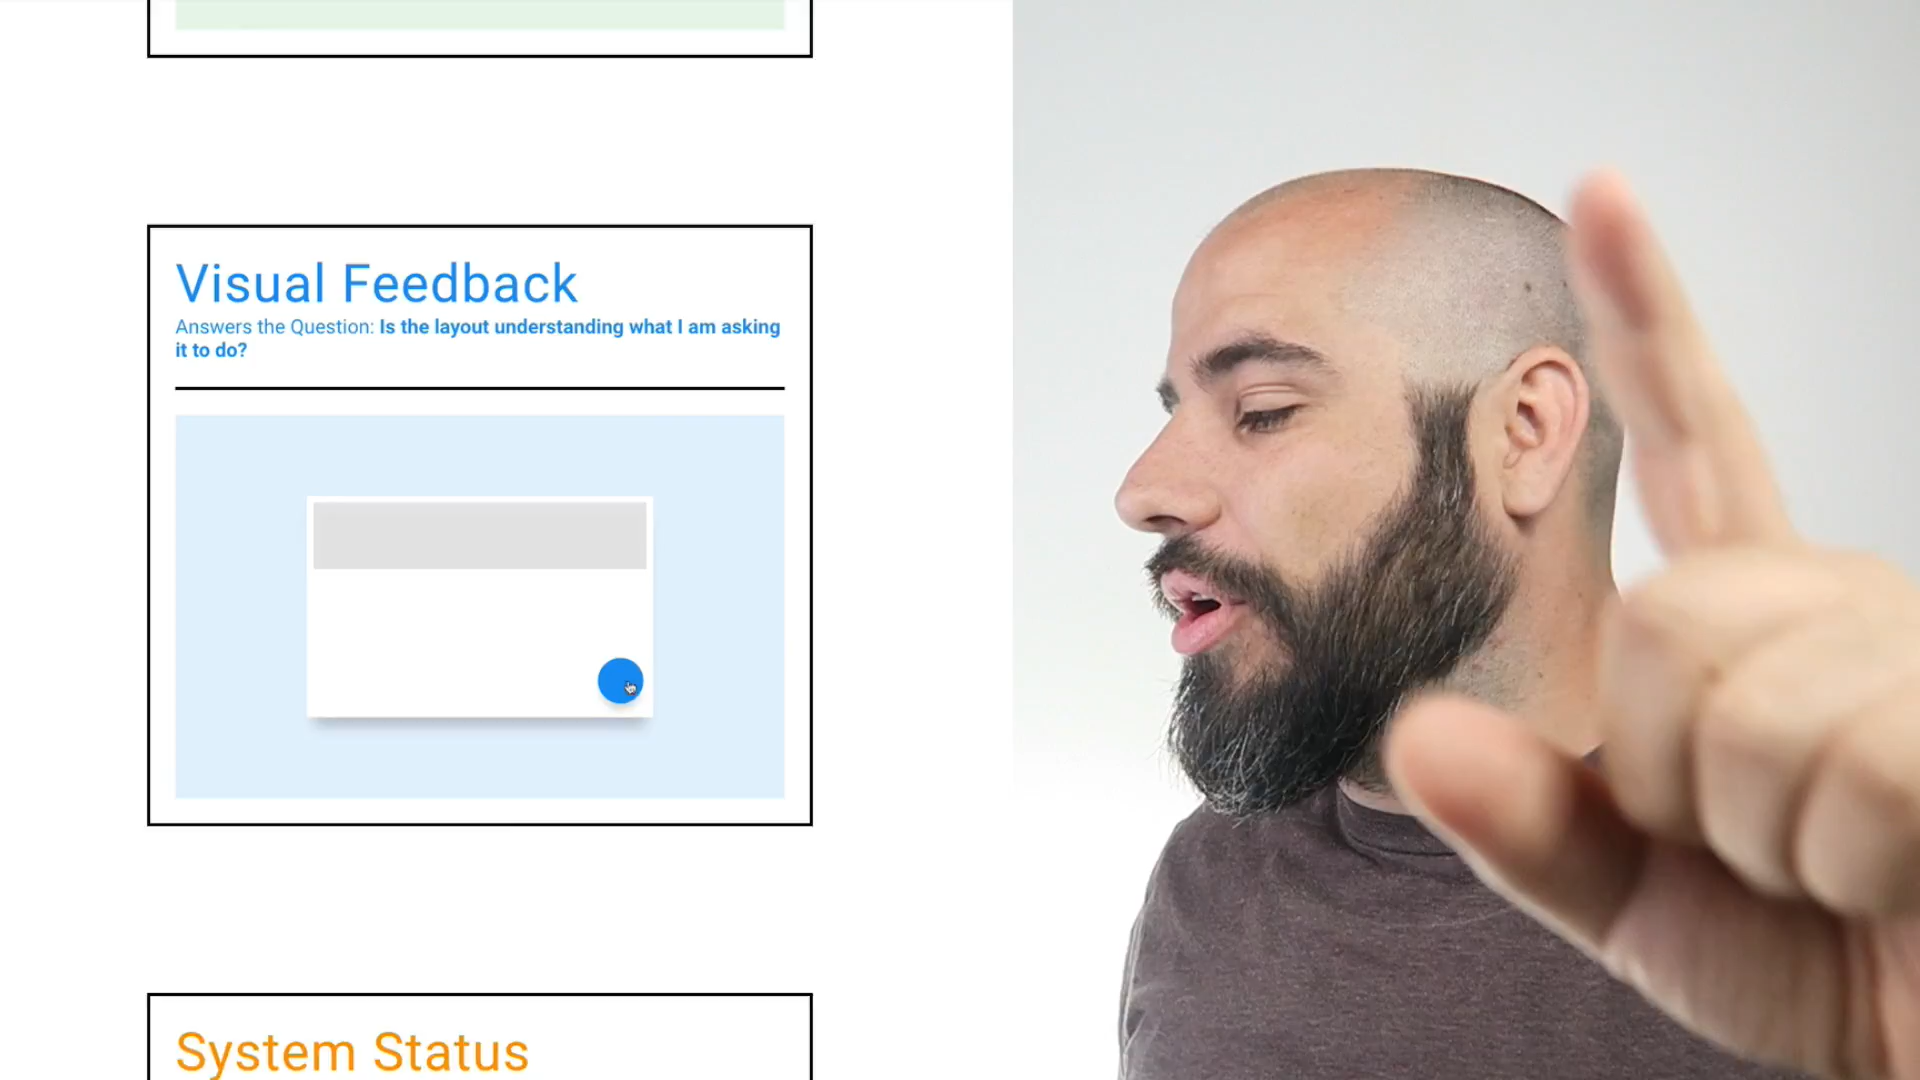 Visual Feedback
Answers the Question: Is the layout understanding what I am asking
it to do?
System Status